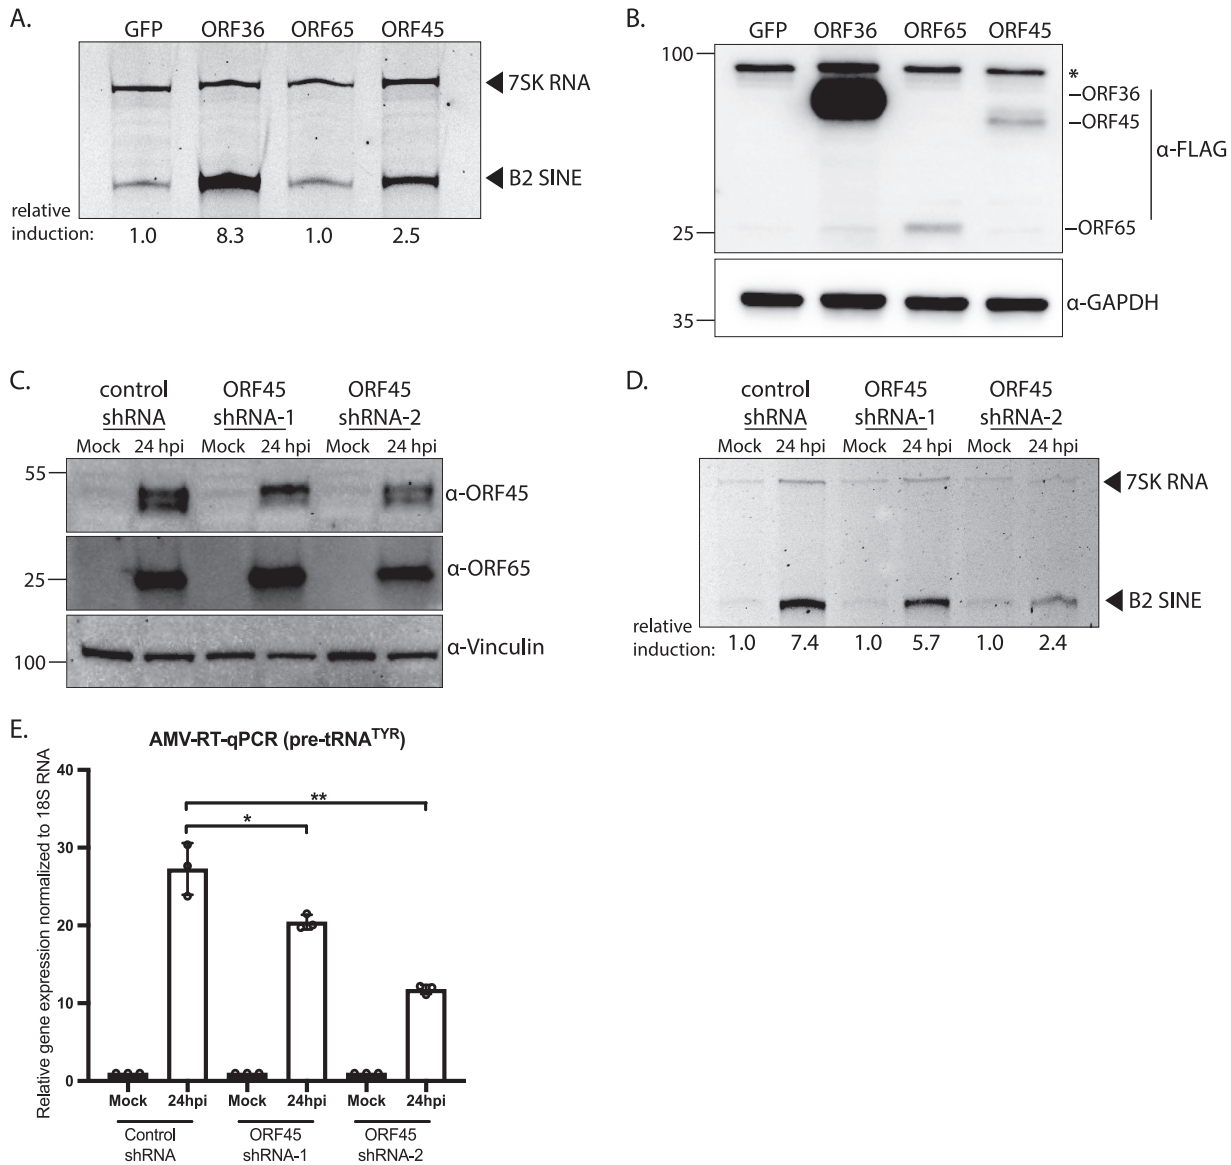 A.
GFP ORF36 ORF65 ORF45
7SK RNA
B2 SINE
relative
induction: 1.0 8.3 1.0 2.5
B.
GFP ORF36 ORF65 ORF45
100
*
–ORF36
–ORF45
α-FLAG
–ORF65
25
α-GAPDH
35
C.
control ORF45 ORF45
shRNA shRNA-1 shRNA-2
Mock 24 hpi Mock 24 hpi Mock 24 hpi
55
α-ORF45
α-ORF65
25
α-Vinculin
100
D.
control ORF45 ORF45
shRNA shRNA-1 shRNA-2
Mock 24 hpi Mock 24 hpi Mock 24 hpi
7SK RNA
B2 SINE
relative
induction: 1.0 7.4 1.0 5.7 1.0 2.4
E.
AMV-RT-qPCR (pre-tRNATYR)
Relative gene expression normalized to 18S RNA
40
30
20
10
0
**
*
Mock 24hpi Mock 24hpi Mock 24hpi
Control ORF45 ORF45
shRNA shRNA-1 shRNA-2